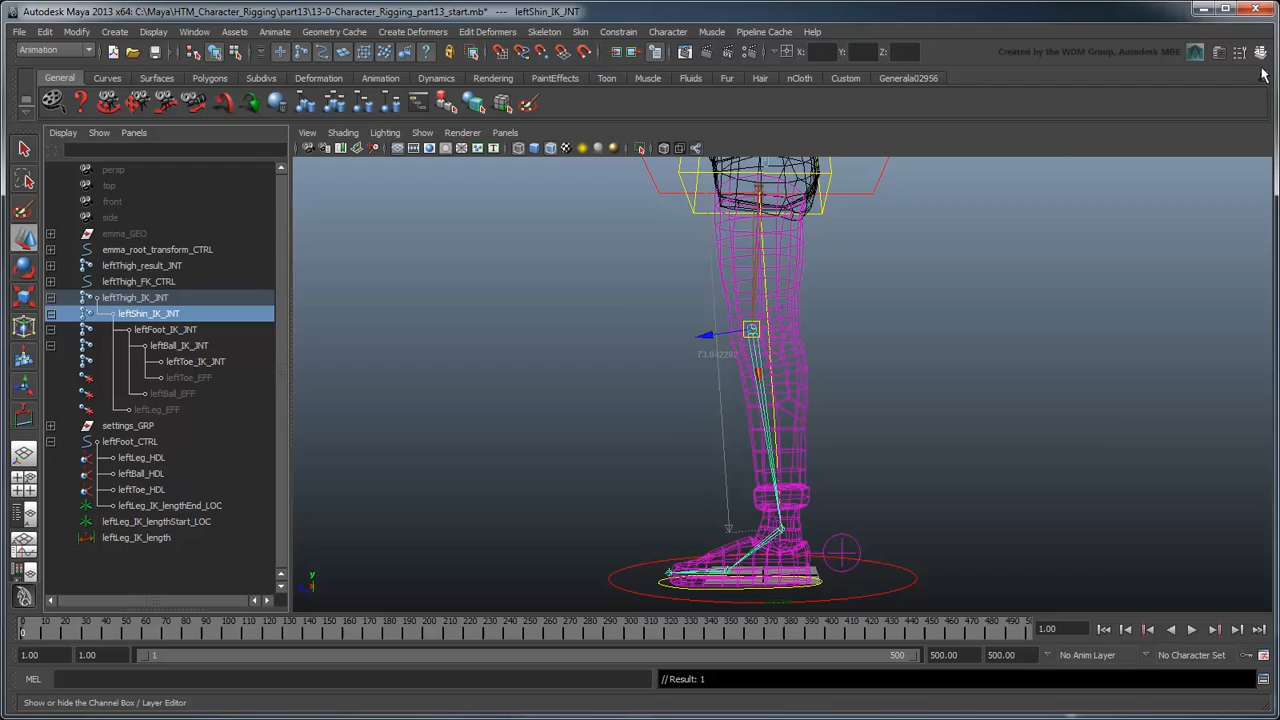 Autodesk Maya 2013 x64: C:\Maya\HTM_Character_Rigging\part13\13-0-Character_Rigging_part13_start.mb* --- leftShin_IK_JNT
File Edit Modify Create Display Window Assets Animate Geometry Cache Create Deformers Edit Deformers Skeleton Skin Constrain Character Muscle Pipeline Cache Help
Animation X: Y: Z: Created by the WDM Group, Autodesk MBE
General Curves Surfaces Polygons Subdivs Deformation Animation Dynamics Rendering PaintEffects Toon Muscle Fluids Fur Hair nCloth Custom Generala02956
Display Show Panels View Shading Lighting Show Renderer Panels
persp
top
front
side
emma_GEO
emma_root_transform_CTRL
leftThigh_result_JNT
leftThigh_FK_CTRL
leftThigh_IK_JNT
leftShin_IK_JNT
leftFoot_IK_JNT
leftBall_IK_JNT
leftToe_IK_JNT
leftToe_EFF
leftBall_EFF
leftLeg_EFF
settings_GRP
leftFoot_CTRL
leftLeg_HDL
leftBall_HDL
leftToe_HDL
leftLeg_IK_lengthEnd_LOC
leftLeg_IK_lengthStart_LOC
leftLeg_IK_length
y
0 10 20 30 40 50 60 70 80 90 100 110 120 130 140 150 160 170 180 190 200 210 220 230 240 250 260 270 280 290 300 310 320 330 340 350 360 370 380 390 400 410 420 430 440 450 460 470 480 490 500
0 1.00
1.00 1.00 1 500 500.00 500.00 No Anim Layer No Character Set
MEL // Result: 1
Show or hide the Channel Box / Layer Editor